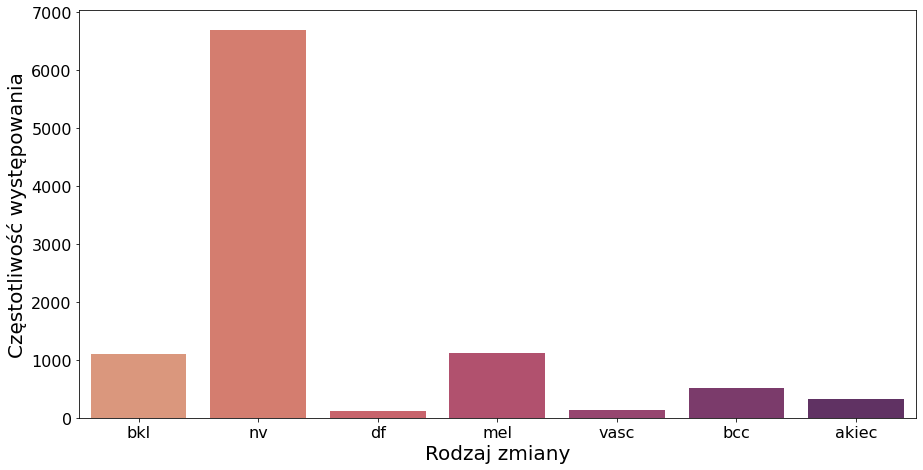 Częstotliwość występowania
7000
6000
5000
4000
3000
2000
1000
0
bkl nv df mel vasc bcc akiec
Rodzaj zmiany